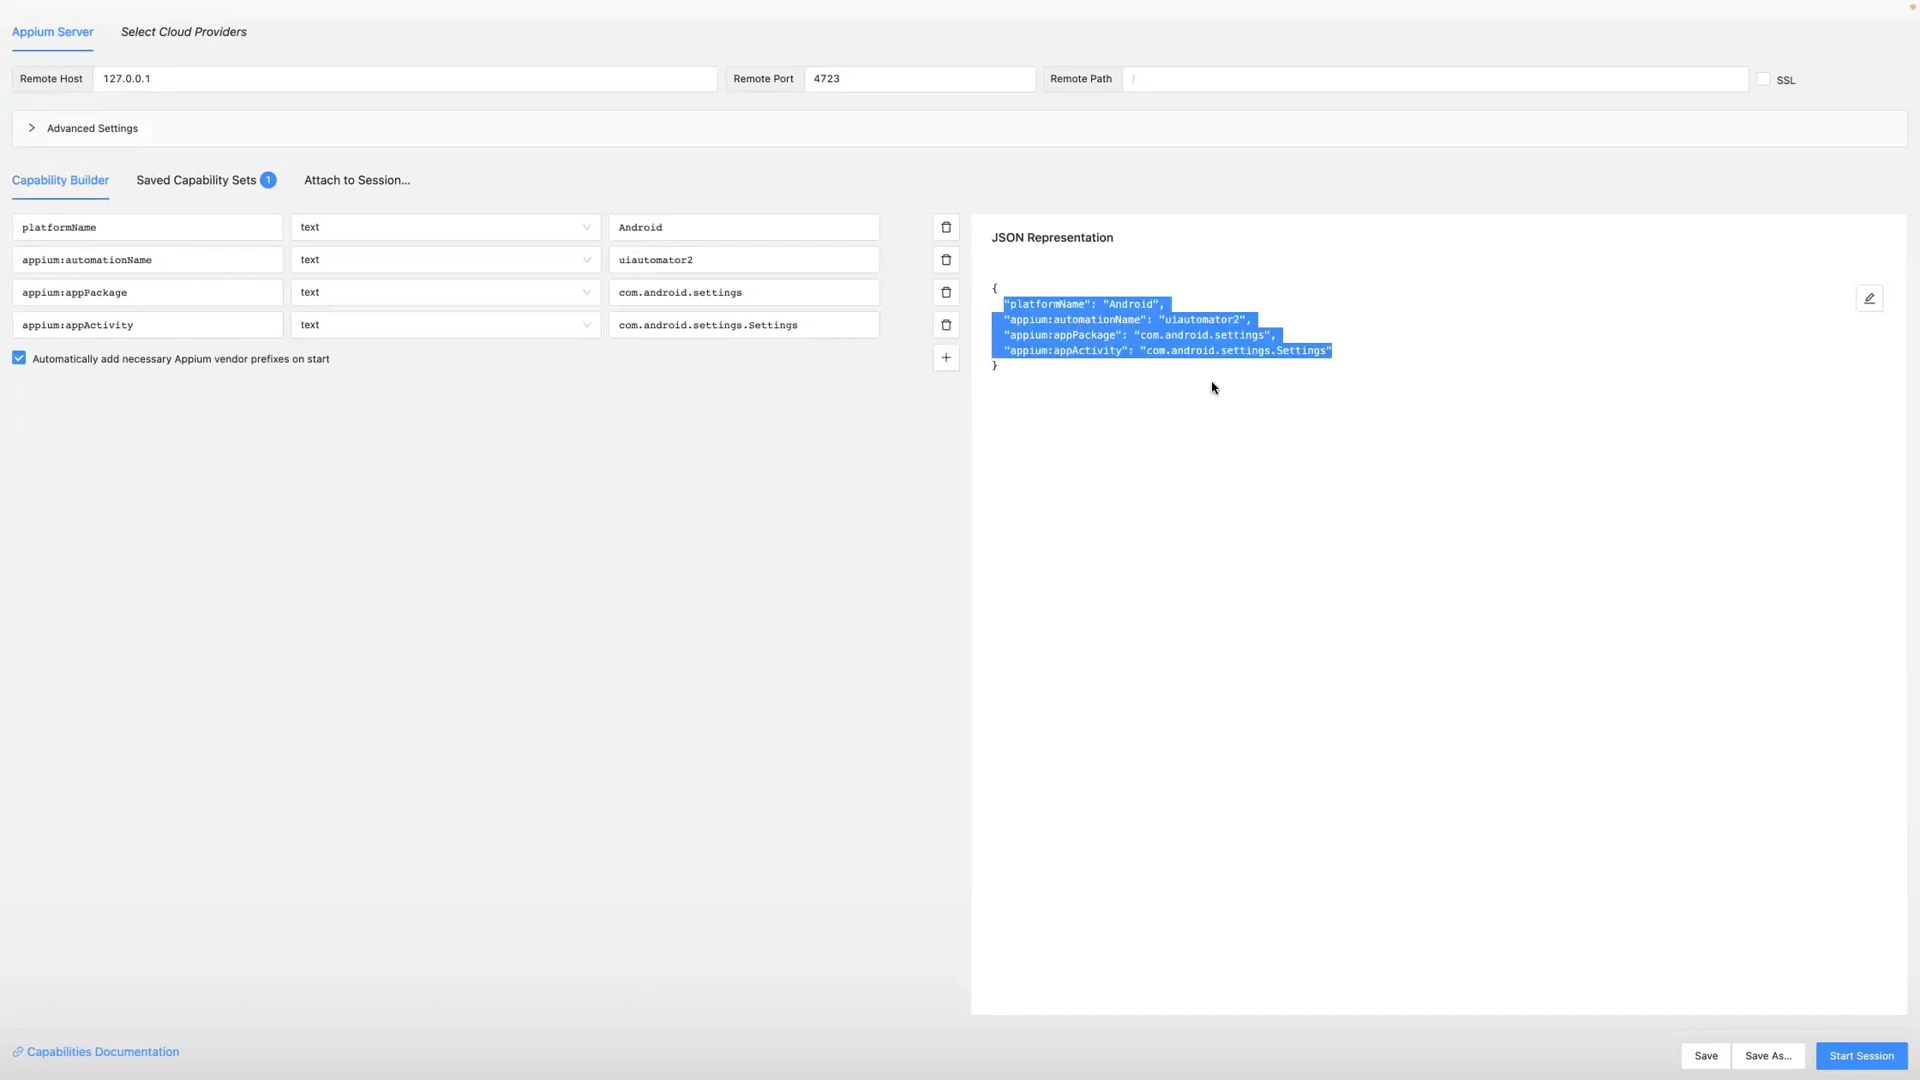 Appium Server
Select Cloud Providers
Remote Host
127.0.0.1
Remote Port
4723
Remote Path
/
SSL
Advanced Settings
Capability Builder
Saved Capability Sets 1
Attach to Session...
platformName
text
Android
appium:automationName
text
uiautomator2
appium:appPackage
text
com.android.settings
appium:appActivity
text
com.android.settings.Settings
Automatically add necessary Appium vendor prefixes on start
JSON Representation
{
"platformName": "Android",
"appium:automationName": "uiautomator2",
"appium:appPackage": "com.android.settings",
"appium:appActivity": "com.android.settings.Settings"
}
Capabilities Documentation
Save
Save As...
Start Session